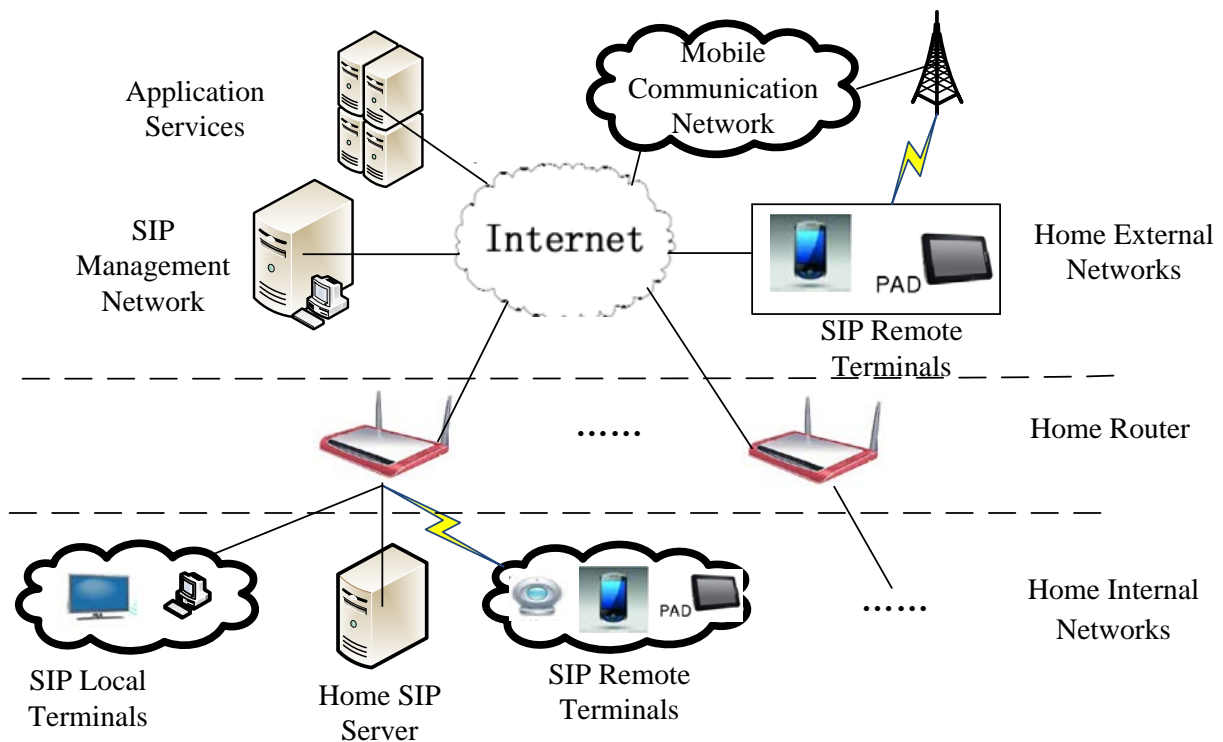 Mobile
Communication
Network
Application
Services
SIP
Management
Network
Internet
PAD
Home External
Networks
SIP Remote
Terminals
......
Home Router
PAD
......
Home Internal
Networks
SIP Local
Terminals
Home SIP
Server
SIP Remote
Terminals